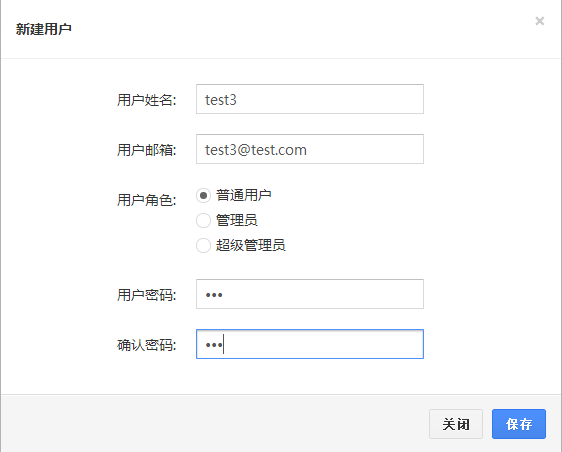 新建用户
×
用户姓名: test3
用户邮箱: test3@test.com
用户角色: 普通用户
管理员
超级管理员
用户密码: •••
确认密码: •••
关闭 保存